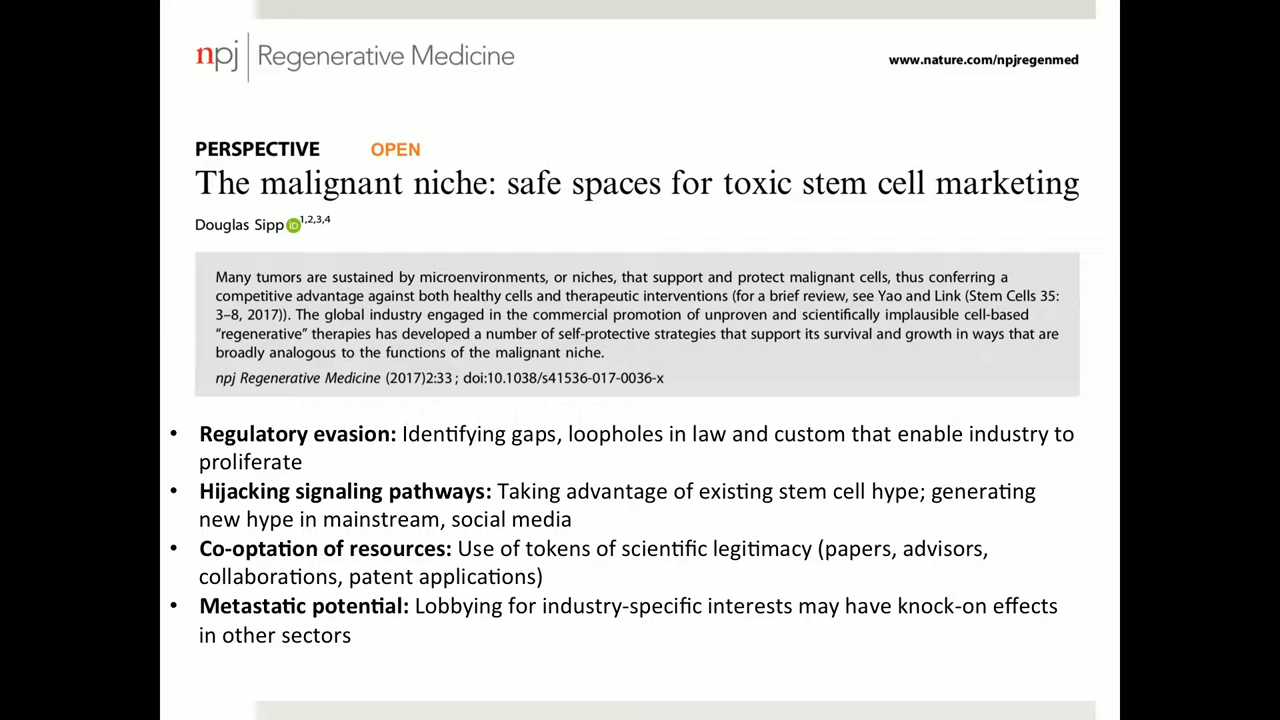 npj | Regenerative Medicine
www.nature.com/npjregenmed
PERSPECTIVE OPEN
The malignant niche: safe spaces for toxic stem cell marketing
Douglas Sipp iD 1,2,3,4
Many tumors are sustained by microenvironments, or niches, that support and protect malignant cells, thus conferring a
competitive advantage against both healthy cells and therapeutic interventions (for a brief review, see Yao and Link (Stem Cells 35:
3–8, 2017)). The global industry engaged in the commercial promotion of unproven and scientifically implausible cell-based
“regenerative” therapies has developed a number of self-protective strategies that support its survival and growth in ways that are
broadly analogous to the functions of the malignant niche.
npj Regenerative Medicine (2017)2:33 ; doi:10.1038/s41536-017-0036-x
• Regulatory evasion: Identifying gaps, loopholes in law and custom that enable industry to
proliferate
• Hijacking signaling pathways: Taking advantage of existing stem cell hype; generating
new hype in mainstream, social media
• Co-optation of resources: Use of tokens of scientific legitimacy (papers, advisors,
collaborations, patent applications)
• Metastatic potential: Lobbying for industry-specific interests may have knock-on effects
in other sectors